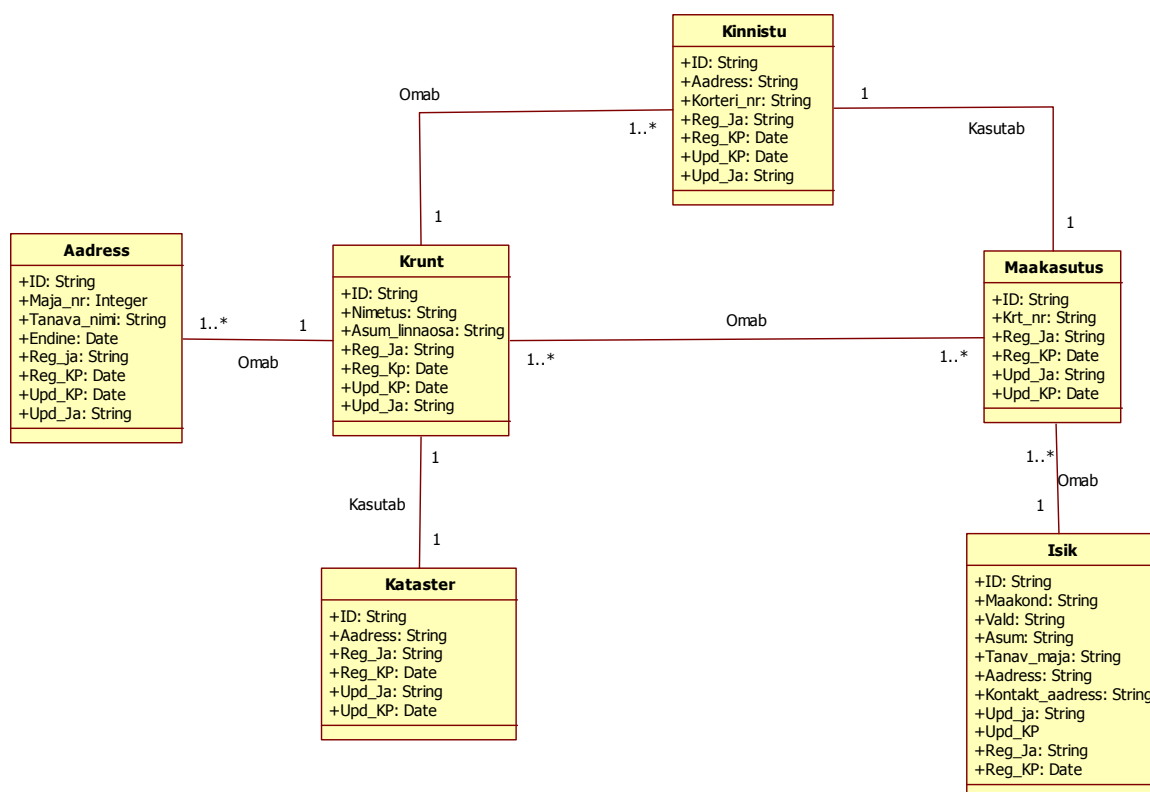 Kinnistu
+ID: String
+Aadress: String
+Korteri_nr: String
+Reg_Ja: String
+Reg_KP: Date
+Upd_KP: Date
+Upd_Ja: String
Omab
1..*
1
1
Kasutab
1
Aadress
+ID: String
+Maja_nr: Integer
+Tanava_nimi: String
+Endine: Date
+Reg_ja: String
+Reg_KP: Date
+Upd_KP: Date
+Upd_Ja: String
1..*
1
Omab
Krunt
+ID: String
+Nimetus: String
+Asum_linnaosa: String
+Reg_Ja: String
+Reg_Kp: Date
+Upd_KP: Date
+Upd_Ja: String
Omab
1..*
1..*
Maakasutus
+ID: String
+Krt_nr: String
+Reg_Ja: String
+Reg_KP: Date
+Upd_Ja: String
+Upd_KP: Date
1
Kasutab
1
1..*
Omab
1
Kataster
+ID: String
+Aadress: String
+Reg_Ja: String
+Reg_KP: Date
+Upd_Ja: String
+Upd_KP: Date
Isik
+ID: String
+Maakond: String
+Vald: String
+Asum: String
+Tanav_maja: String
+Aadress: String
+Kontakt_aadress: String
+Upd_ja: String
+Upd_KP
+Reg_Ja: String
+Reg_KP: Date